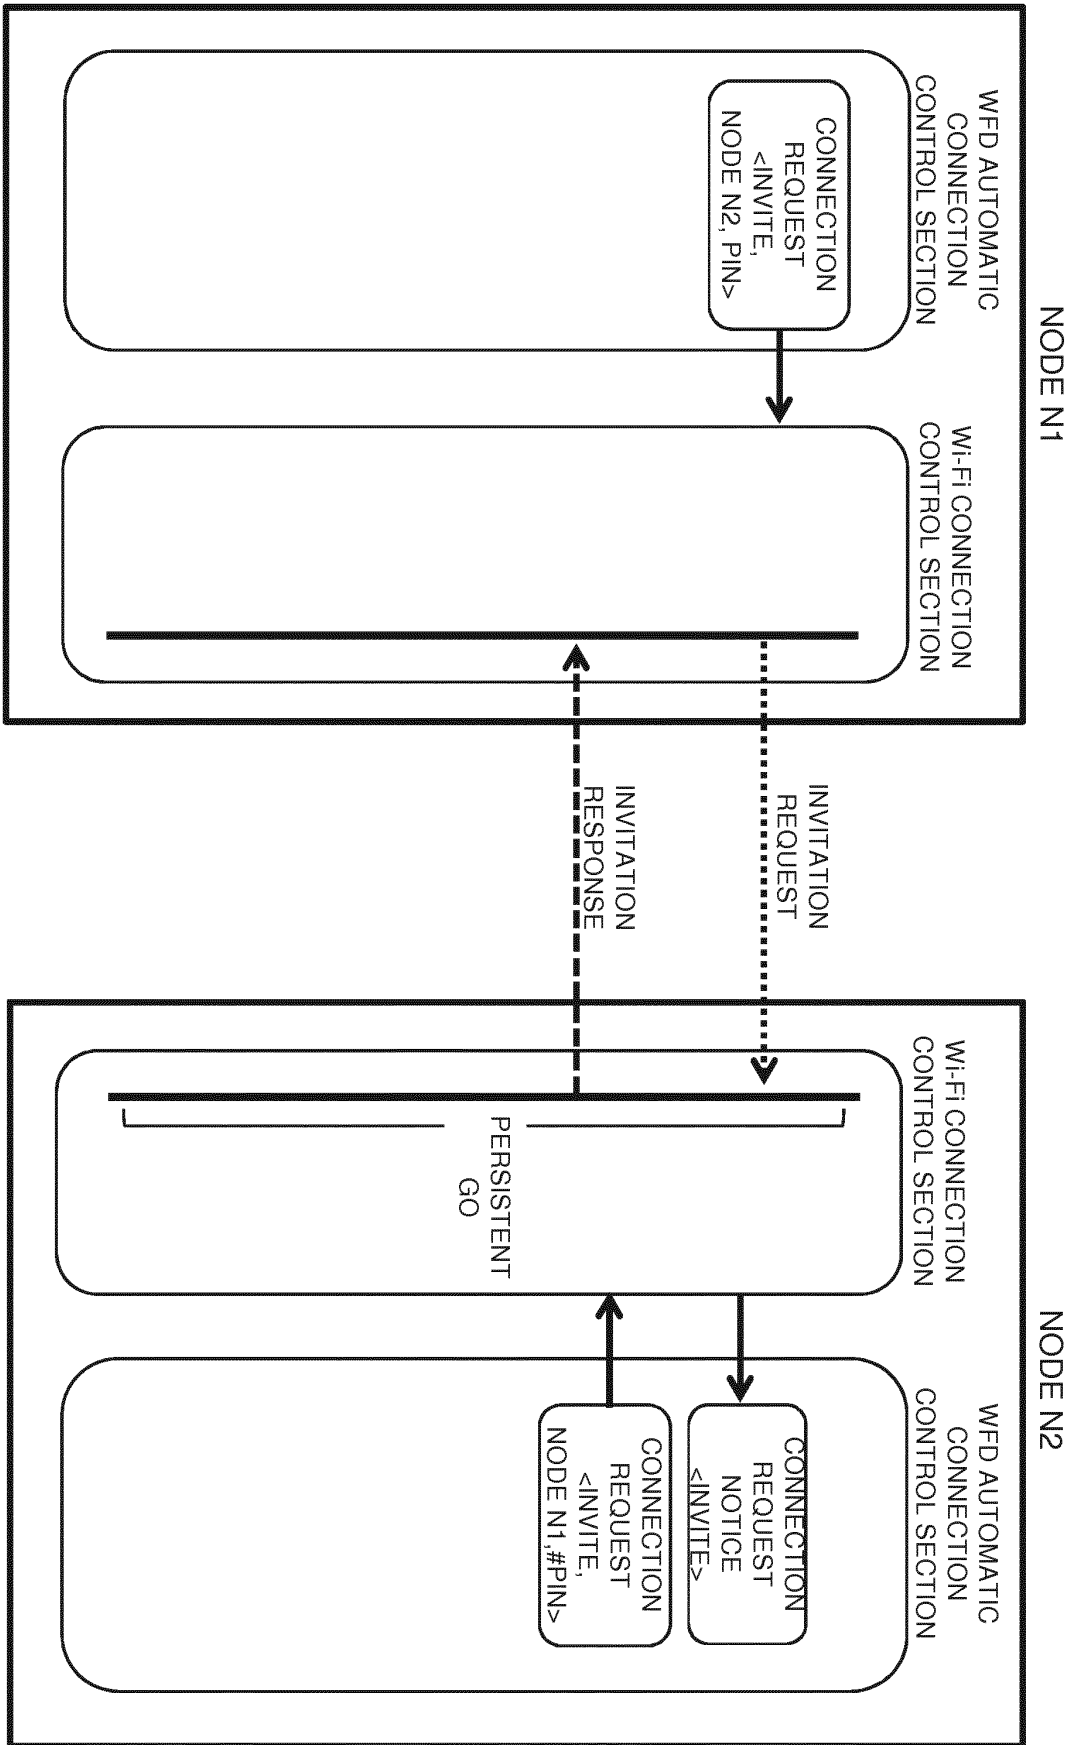 NODE N1
WFD AUTOMATIC
CONNECTION
CONTROL SECTION
CONNECTION
REQUEST
<INVITE,
NODE N2, PIN>
Wi-Fi CONNECTION
CONTROL SECTION
INVITATION
REQUEST
INVITATION
RESPONSE
NODE N2
Wi-Fi CONNECTION
CONTROL SECTION
PERSISTENT
GO
WFD AUTOMATIC
CONNECTION
CONTROL SECTION
CONNECTION
REQUEST
NOTICE
<INVITE>
CONNECTION
REQUEST
<INVITE,
NODE N1,#PIN>